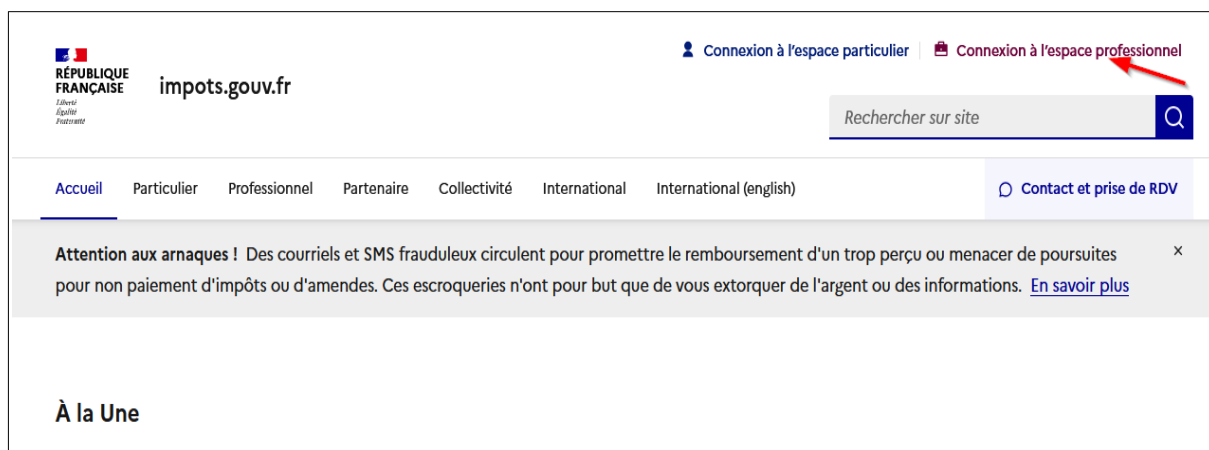 Connexion à l'espace particulier
Connexion à l'espace professionnel
RÉPUBLIQUE
FRANÇAISE
Liberté
Égalité
Fraternité
impots.gouv.fr
Rechercher sur site
Accueil
Particulier
Professionnel
Partenaire
Collectivité
International
International (english)
Contact et prise de RDV
Attention aux arnaques ! Des courriels et SMS frauduleux circulent pour promettre le remboursement d'un trop perçu ou menacer de poursuites
pour non paiement d'impôts ou d'amendes. Ces escroqueries n'ont pour but que de vous extorquer de l'argent ou des informations. En savoir plus
À la Une